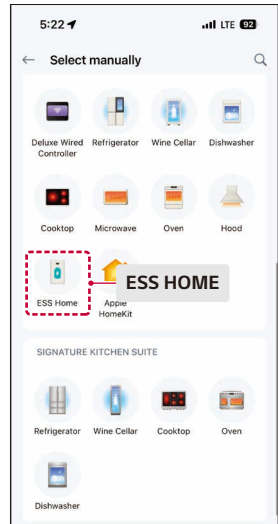 5:22 LTE 92
← Select manually
Deluxe Wired Controller
Refrigerator
Wine Cellar
Dishwasher
Cooktop
Microwave
Oven
Hood
ESS Home
Apple HomeKit
ESS HOME
SIGNATURE KITCHEN SUITE
Refrigerator
Wine Cellar
Cooktop
Oven
Dishwasher